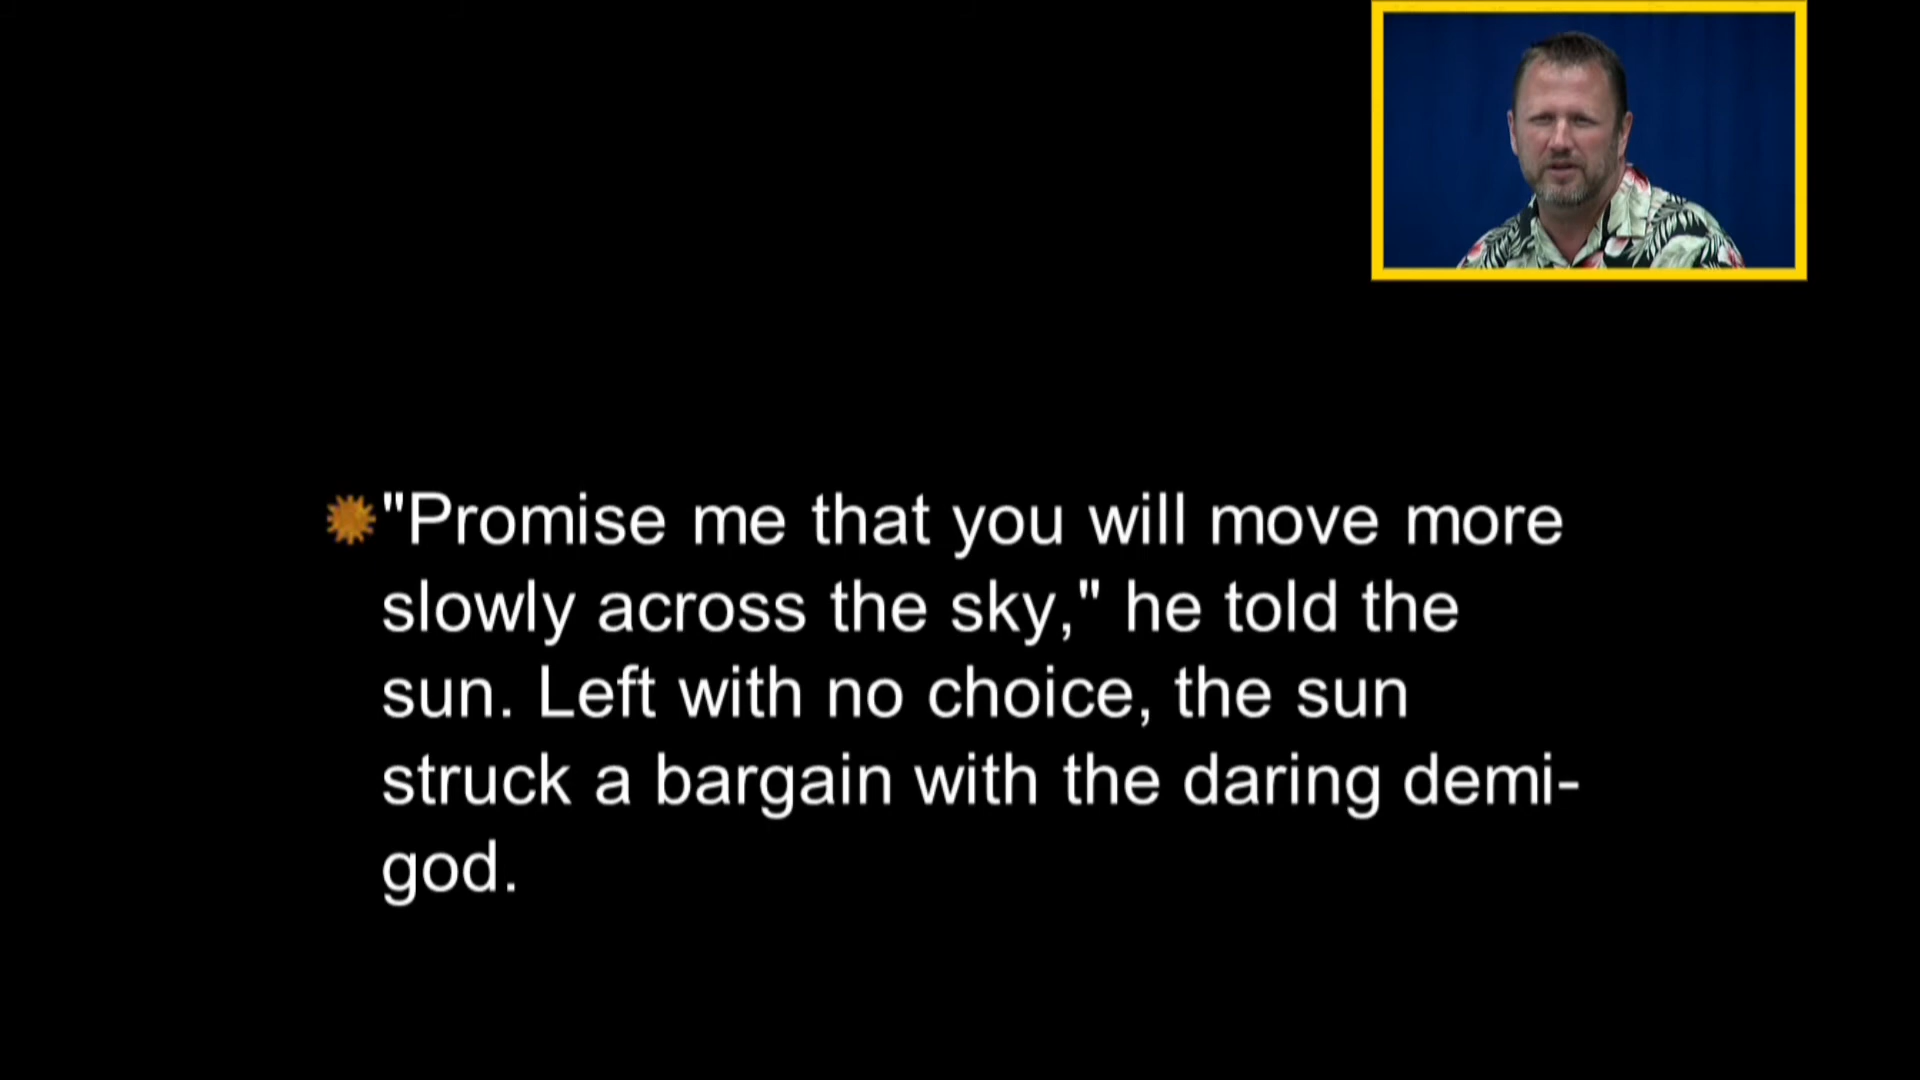 "Promise me that you will move more
slowly across the sky," he told the
sun. Left with no choice, the sun
struck a bargain with the daring demi-
god.